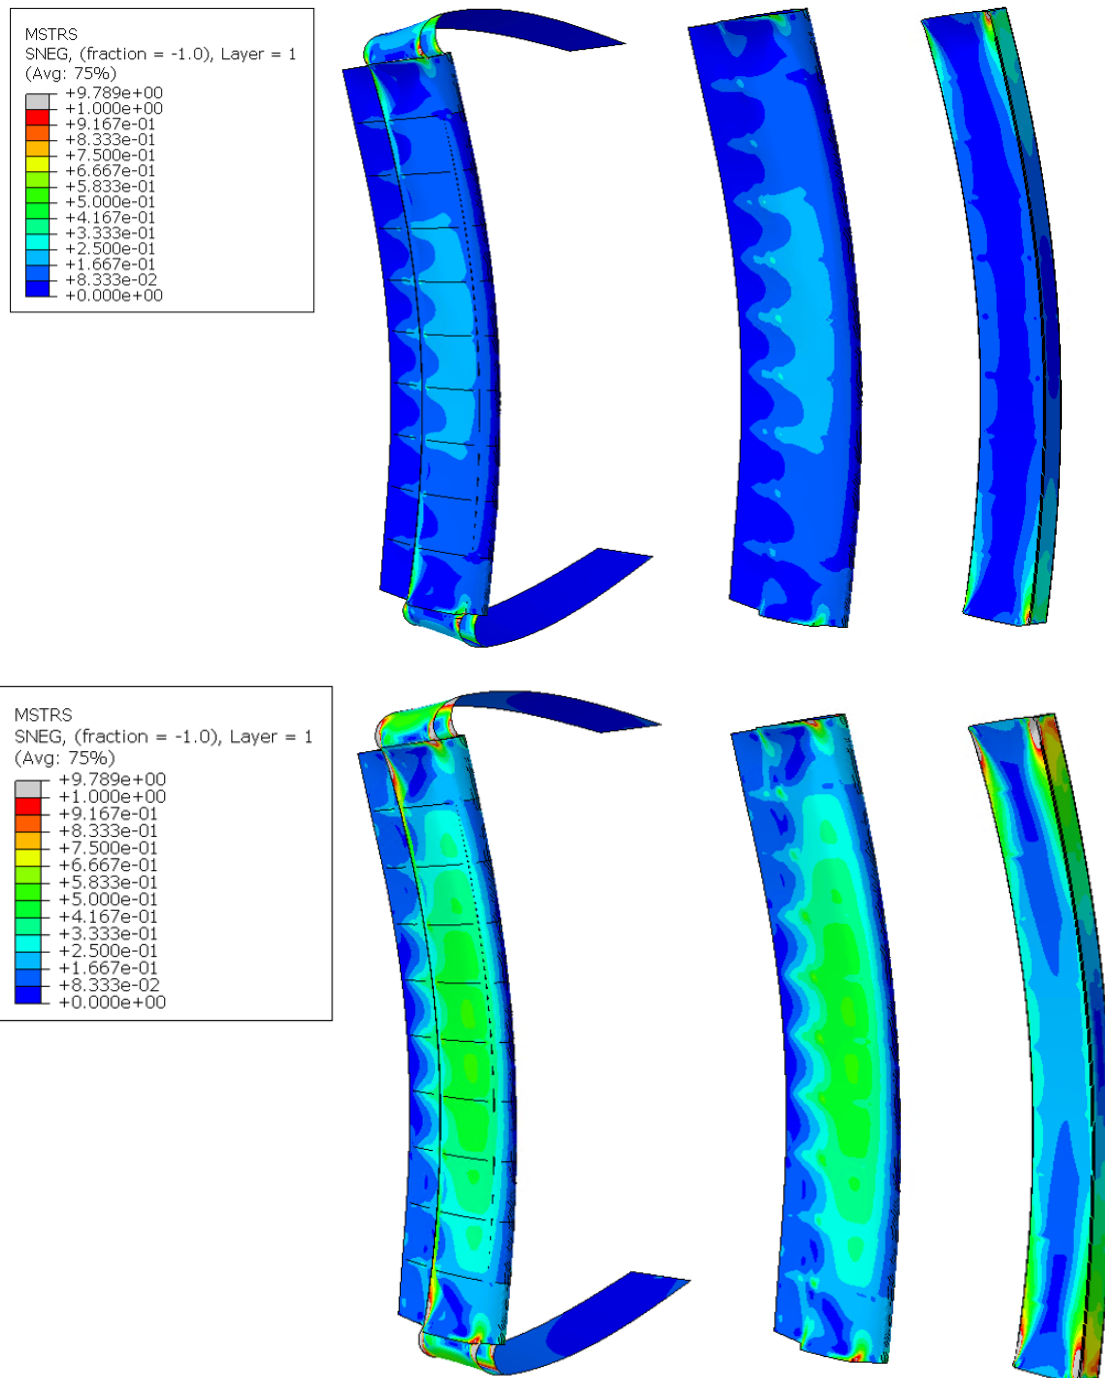 MSTRS
SNEG, (fraction = -1.0), Layer = 1
(Avg: 75%)
+9.789e+00
+1.000e+00
+9.167e-01
+8.333e-01
+7.500e-01
+6.667e-01
+5.833e-01
+5.000e-01
+4.167e-01
+3.333e-01
+2.500e-01
+1.667e-01
+8.333e-02
+0.000e+00
MSTRS
SNEG, (fraction = -1.0), Layer = 1
(Avg: 75%)
+9.789e+00
+1.000e+00
+9.167e-01
+8.333e-01
+7.500e-01
+6.667e-01
+5.833e-01
+5.000e-01
+4.167e-01
+3.333e-01
+2.500e-01
+1.667e-01
+8.333e-02
+0.000e+00